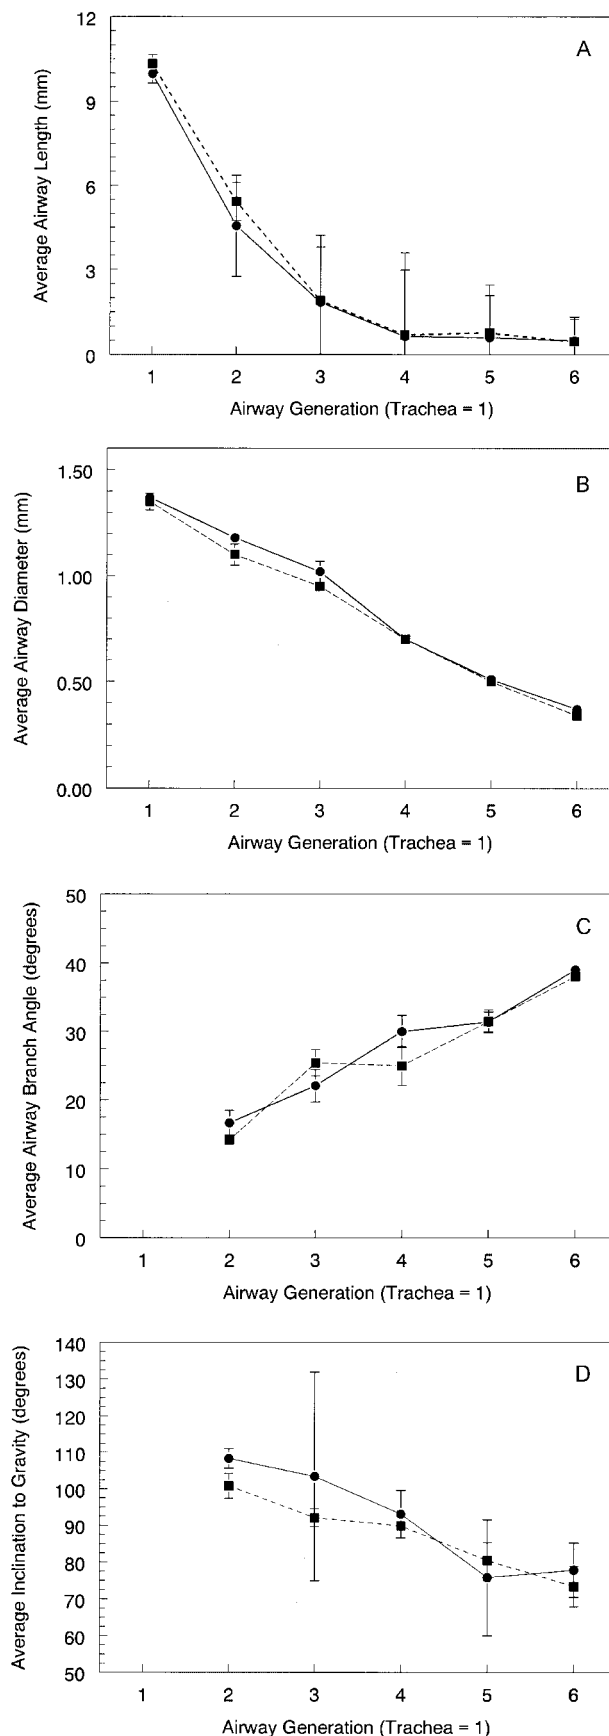 A
Average Airway Length (mm)
12
9
6
3
0
1 2 3 4 5 6
Airway Generation (Trachea = 1)
B
Average Airway Diameter (mm)
1.50
1.00
0.50
0.00
1 2 3 4 5 6
Airway Generation (Trachea = 1)
C
Average Airway Branch Angle (degrees)
50
40
30
20
10
0
1 2 3 4 5 6
Airway Generation (Trachea = 1)
D
Average Inclination to Gravity (degrees)
140
130
120
110
100
90
80
70
60
50
1 2 3 4 5 6
Airway Generation (Trachea = 1)